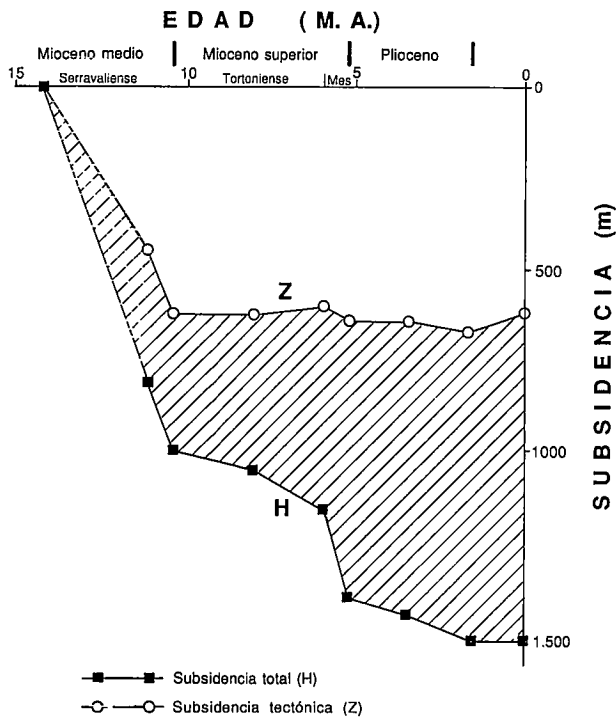 EDAD (M.A.)
Mioceno medio Mioceno superior Plioceno
15 Serravaliense 10 Tortoniense Mes 5 0
0
500
Z
1000
H
1.500
SUBSIDENCIA (m)
Subsidencia total (H)
Subsidencia tectónica (Z)